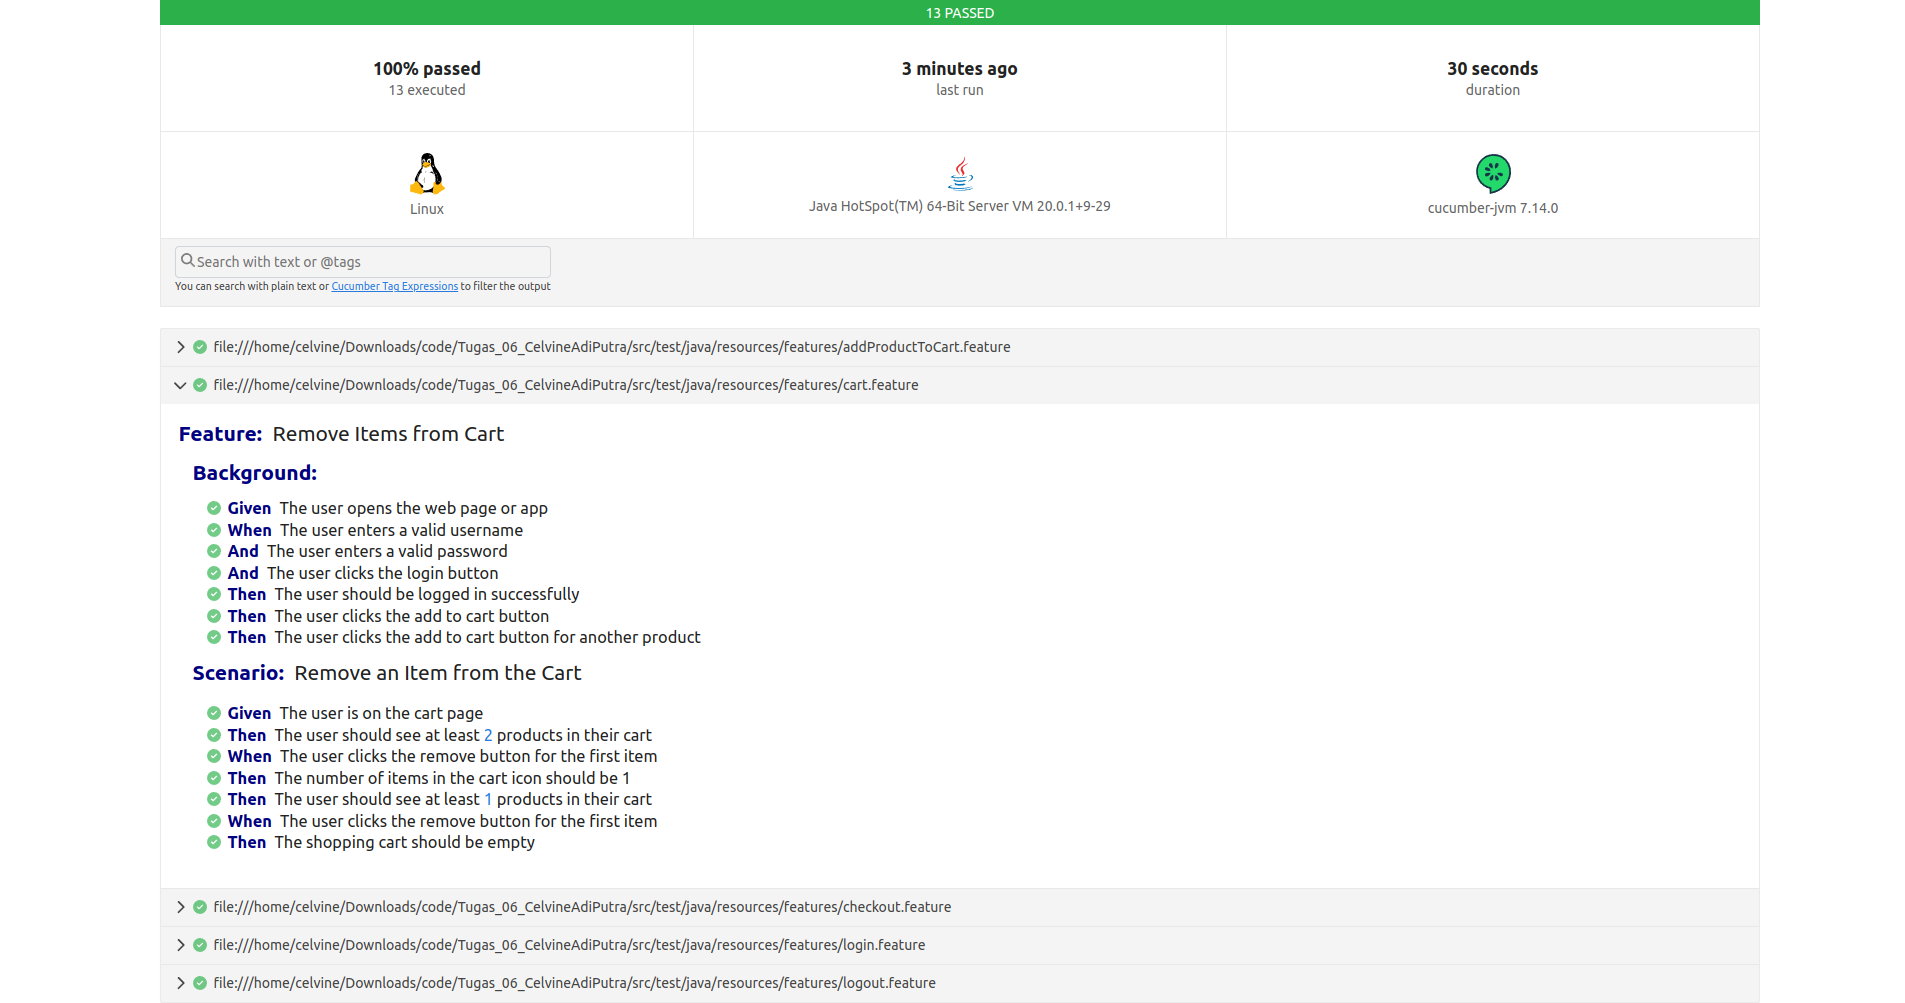 13 PASSED
100% passed
13 executed
3 minutes ago
last run
30 seconds
duration
Linux
Java HotSpot(TM) 64-Bit Server VM 20.0.1+9-29
cucumber-jvm 7.14.0
Search with text or @tags
You can search with plain text or Cucumber Tag Expressions to filter the output
file:///home/celvine/Downloads/code/Tugas_06_CelvineAdiPutra/src/test/java/resources/features/addProductToCart.feature
file:///home/celvine/Downloads/code/Tugas_06_CelvineAdiPutra/src/test/java/resources/features/cart.feature
Feature: Remove Items from Cart
Background:
Given The user opens the web page or app
When The user enters a valid username
And The user enters a valid password
And The user clicks the login button
Then The user should be logged in successfully
Then The user clicks the add to cart button
Then The user clicks the add to cart button for another product
Scenario: Remove an Item from the Cart
Given The user is on the cart page
Then The user should see at least 2 products in their cart
When The user clicks the remove button for the first item
Then The number of items in the cart icon should be 1
Then The user should see at least 1 products in their cart
When The user clicks the remove button for the first item
Then The shopping cart should be empty
file:///home/celvine/Downloads/code/Tugas_06_CelvineAdiPutra/src/test/java/resources/features/checkout.feature
file:///home/celvine/Downloads/code/Tugas_06_CelvineAdiPutra/src/test/java/resources/features/login.feature
file:///home/celvine/Downloads/code/Tugas_06_CelvineAdiPutra/src/test/java/resources/features/logout.feature